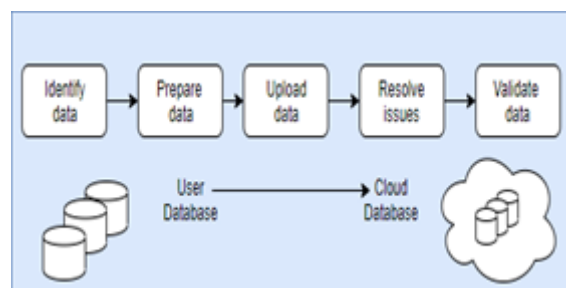 Identify
data
Prepare
data
Upload
data
Resolve
issues
Validate
data
User
Database
Cloud
Database